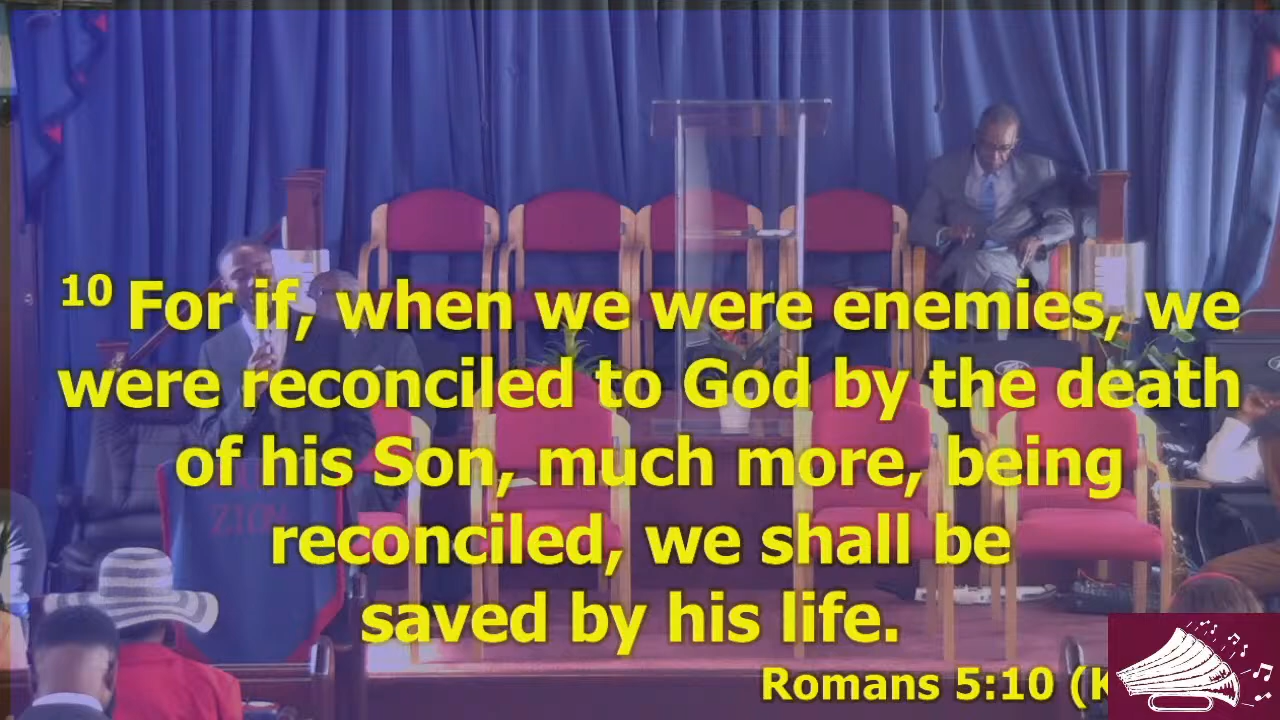 10 For if, when we were enemies, we
were reconciled to God by the death
of his Son, much more, being
reconciled, we shall be
saved by his life.
Romans 5:10 (K
ZION